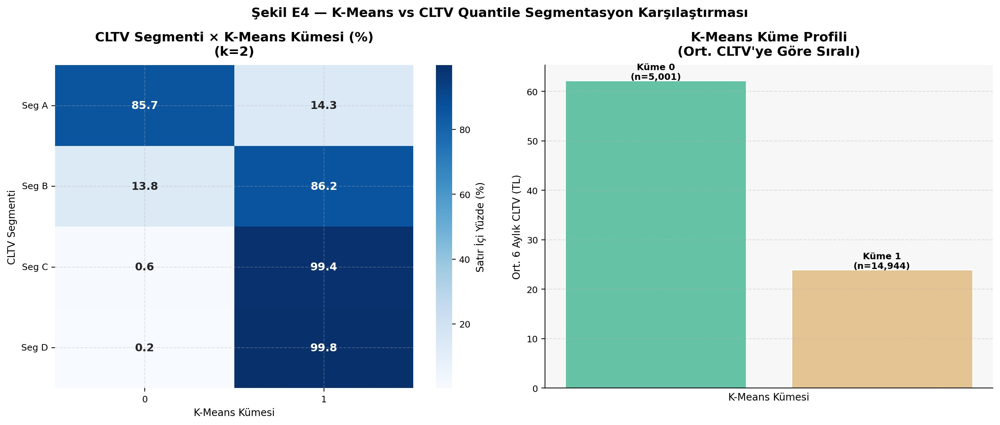 Şekil E4 — K-Means vs CLTV Quantile Segmentasyon Karşılaştırması
CLTV Segmenti × K-Means Kümesi (%)
(k=2)
CLTV Segmenti
Seg A
85.7
14.3
Seg B
13.8
86.2
Seg C
0.6
99.4
Seg D
0.2
99.8
0
1
K-Means Kümesi
80
60
40
20
Satır İçi Yüzde (%)
K-Means Küme Profili
(Ort. CLTV'ye Göre Sıralı)
Ort. 6 Aylık CLTV (TL)
60
50
40
30
20
10
0
Küme 0
(n=5,001)
Küme 1
(n=14,944)
K-Means Kümesi